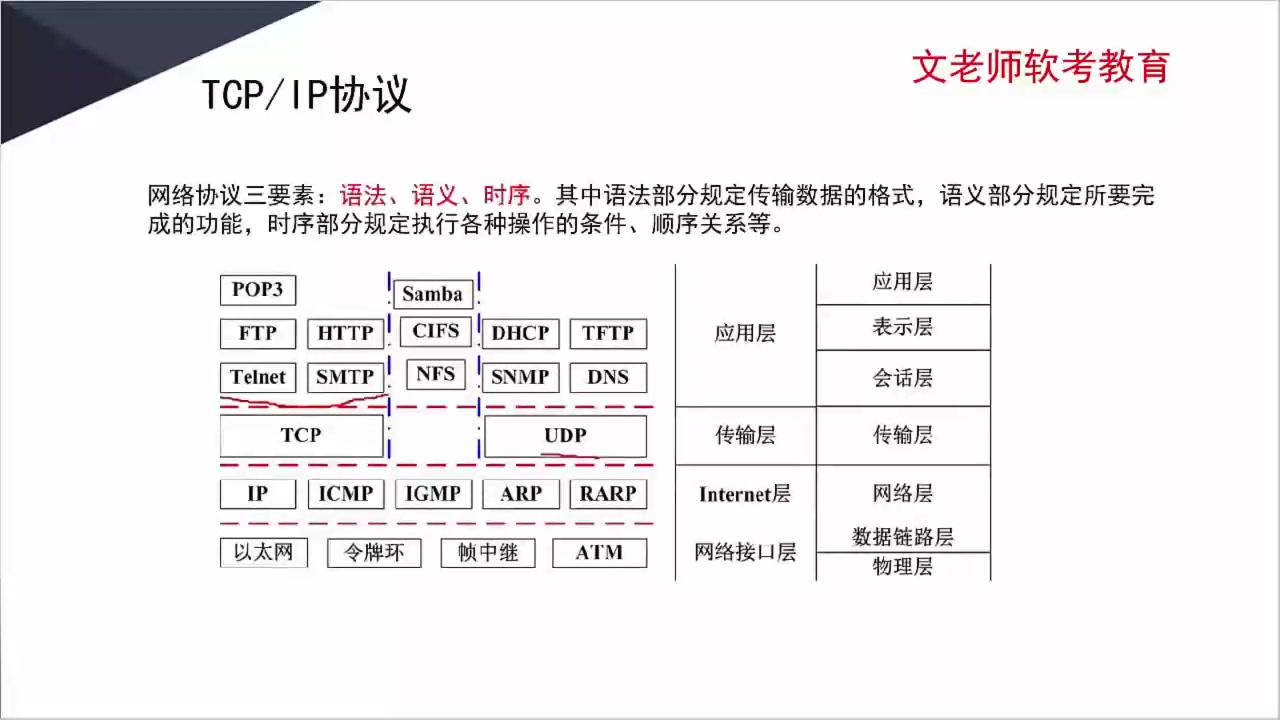 文老师软考教育
TCP/IP协议
网络协议三要素：语法、语义、时序。其中语法部分规定传输数据的格式，语义部分规定所要完
成的功能，时序部分规定执行各种操作的条件、顺序关系等。
POP3 Samba
FTP HTTP CIFS DHCP TFTP
Telnet SMTP NFS SNMP DNS
TCP UDP
IP ICMP IGMP ARP RARP
以太网 令牌环 帧中继 ATM
应用层
应用层 表示层
会话层
传输层 传输层
Internet层 网络层
网络接口层 数据链路层
物理层